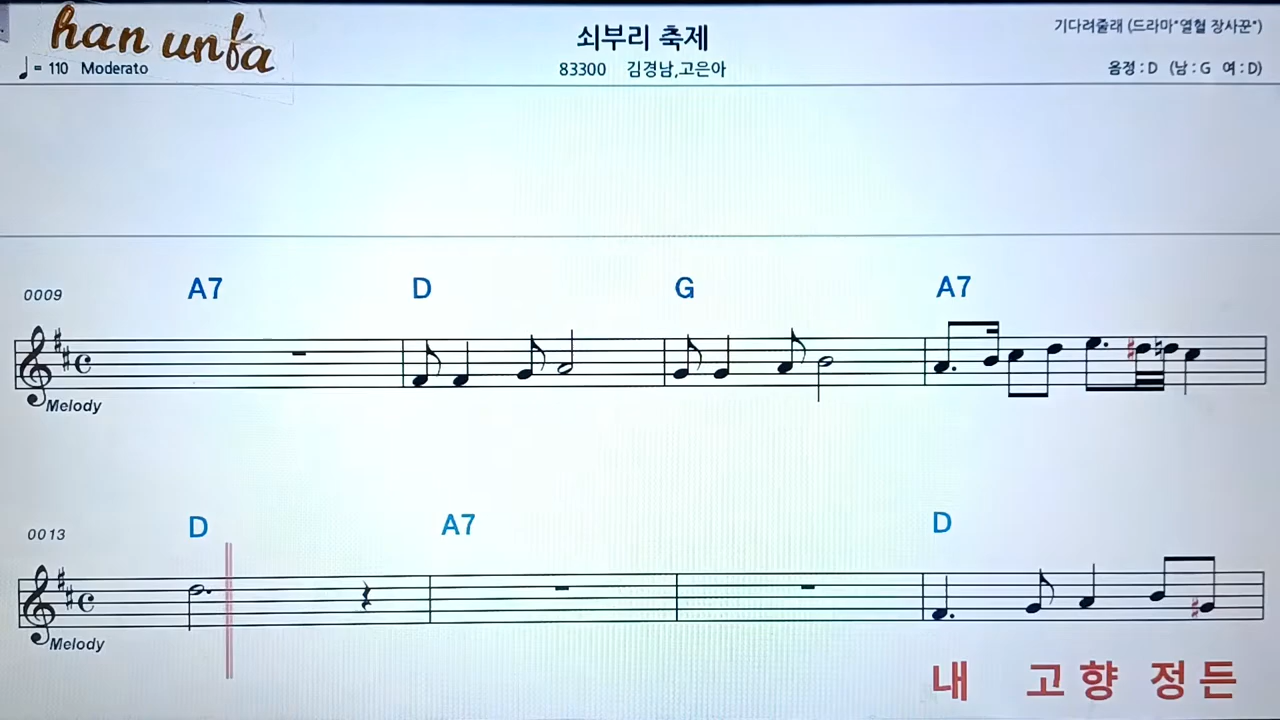 han unfa
♩= 110 Moderato
쇠부리 축제
83300 김경남,고은아
기다려줄래 (드라마"열혈 장사꾼")
음정 : D (남 : G 여 : D)
0009 A7 D G A7
Melody
0013 D A7 D
Melody
내 고향 정든